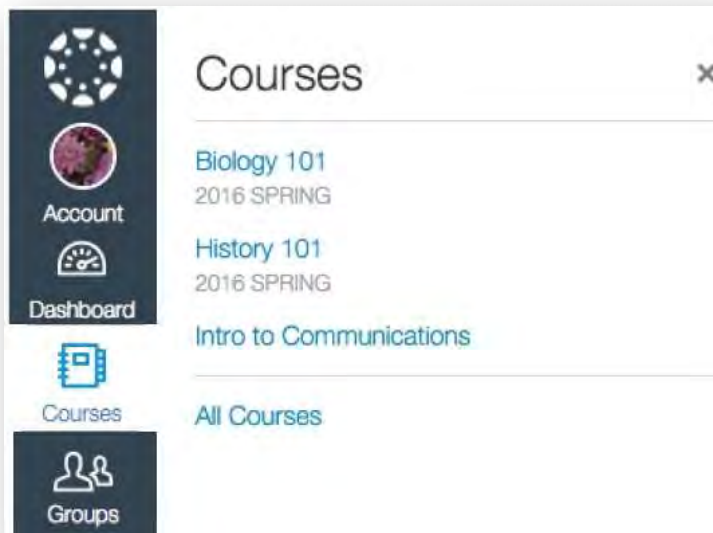 Account
Dashboard
Courses
Groups
Courses
Biology 101
2016 SPRING
History 101
2016 SPRING
Intro to Communications
All Courses